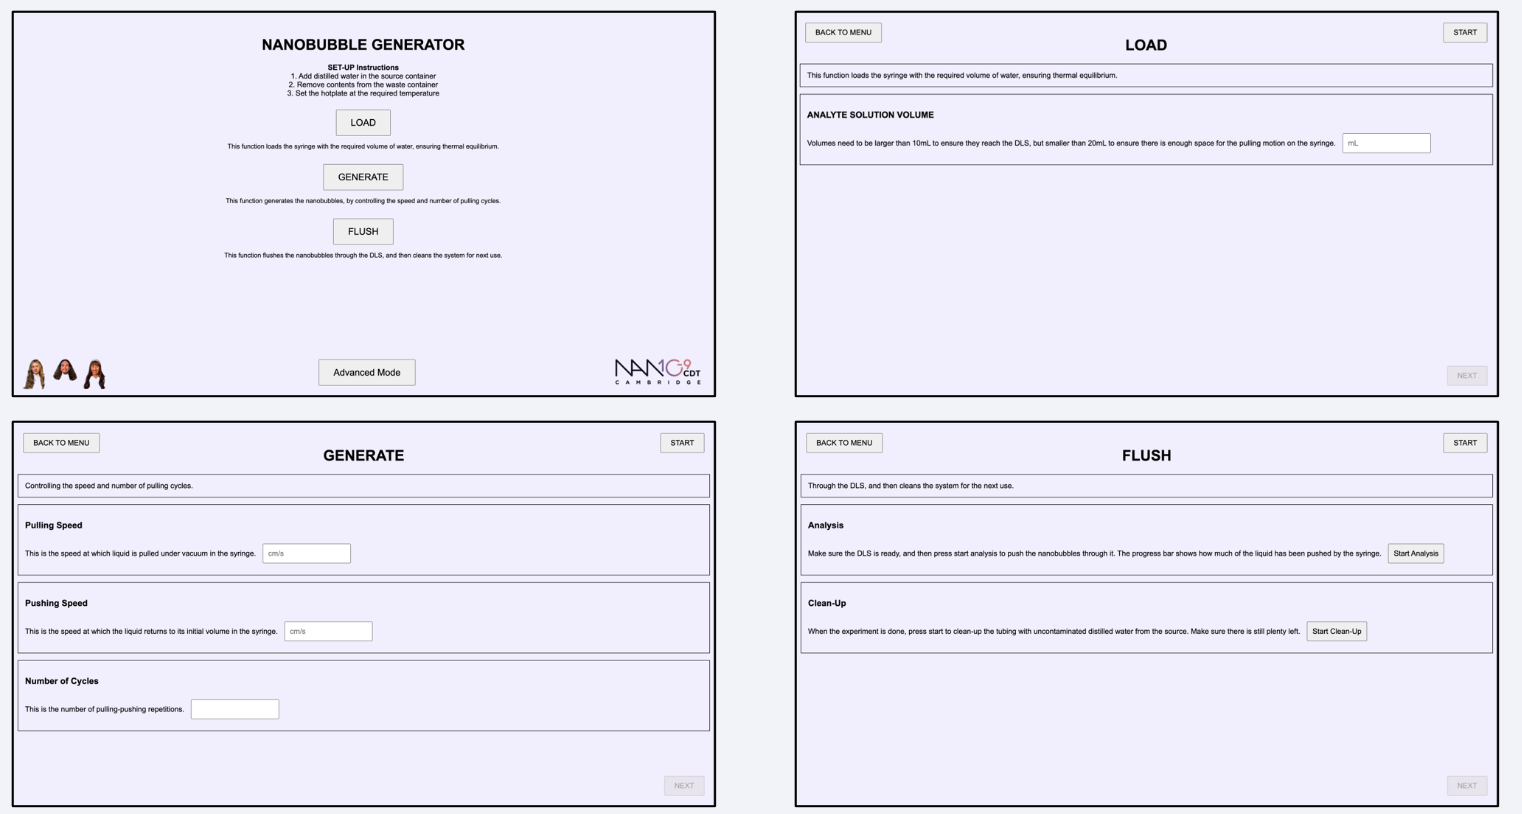 NANOBUBBLE GENERATOR
SET-UP Instructions
1. Add distilled water in the source container
2. Remove contents from the waste container
3. Set the hotplate at the required temperature
LOAD
This function loads the syringe with the required volume of water, ensuring thermal equilibrium.
GENERATE
This function generates the nanobubbles, by controlling the speed and number of pulling cycles.
FLUSH
This function flushes the nanobubbles through the DLS, and then cleans the system for next use.
Advanced Mode
NANO CDT
CAMBRIDGE
BACK TO MENU
START
LOAD
This function loads the syringe with the required volume of water, ensuring thermal equilibrium.
ANALYTE SOLUTION VOLUME
Volumes need to be larger than 10mL to ensure they reach the DLS, but smaller than 20mL to ensure there is enough space for the pulling motion on the syringe. mL
NEXT
BACK TO MENU
START
GENERATE
Controlling the speed and number of pulling cycles.
Pulling Speed
This is the speed at which liquid is pulled under vacuum in the syringe. cm/s
Pushing Speed
This is the speed at which the liquid returns to its initial volume in the syringe. cm/s
Number of Cycles
This is the number of pulling-pushing repetitions.
NEXT
BACK TO MENU
START
FLUSH
Through the DLS, and then cleans the system for the next use.
Analysis
Make sure the DLS is ready, and then press start analysis to push the nanobubbles through it. The progress bar shows how much of the liquid has been pushed by the syringe. Start Analysis
Clean-Up
When the experiment is done, press start to clean-up the tubing with uncontaminated distilled water from the source. Make sure there is still plenty left. Start Clean-Up
NEXT